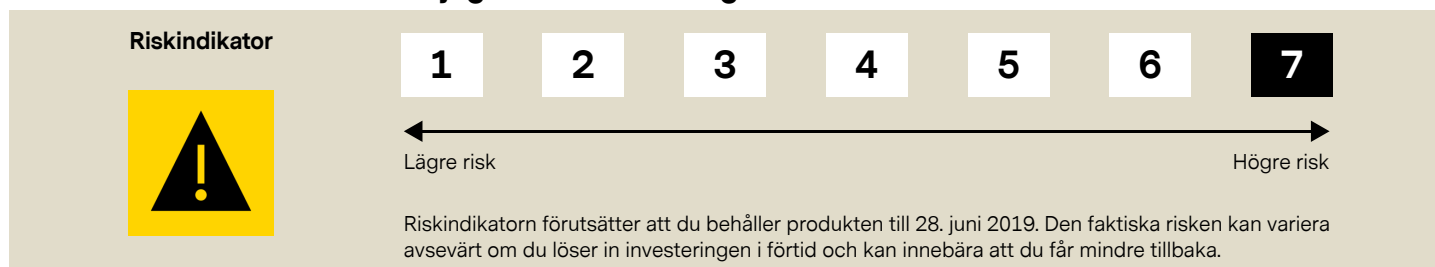 Riskindikator
1 2 3 4 5 6 7
Lägre risk Högre risk
Riskindikatorn förutsätter att du behåller produkten till 28. juni 2019. Den faktiska risken kan variera
avsevärt om du löser in investeringen i förtid och kan innebära att du får mindre tillbaka.